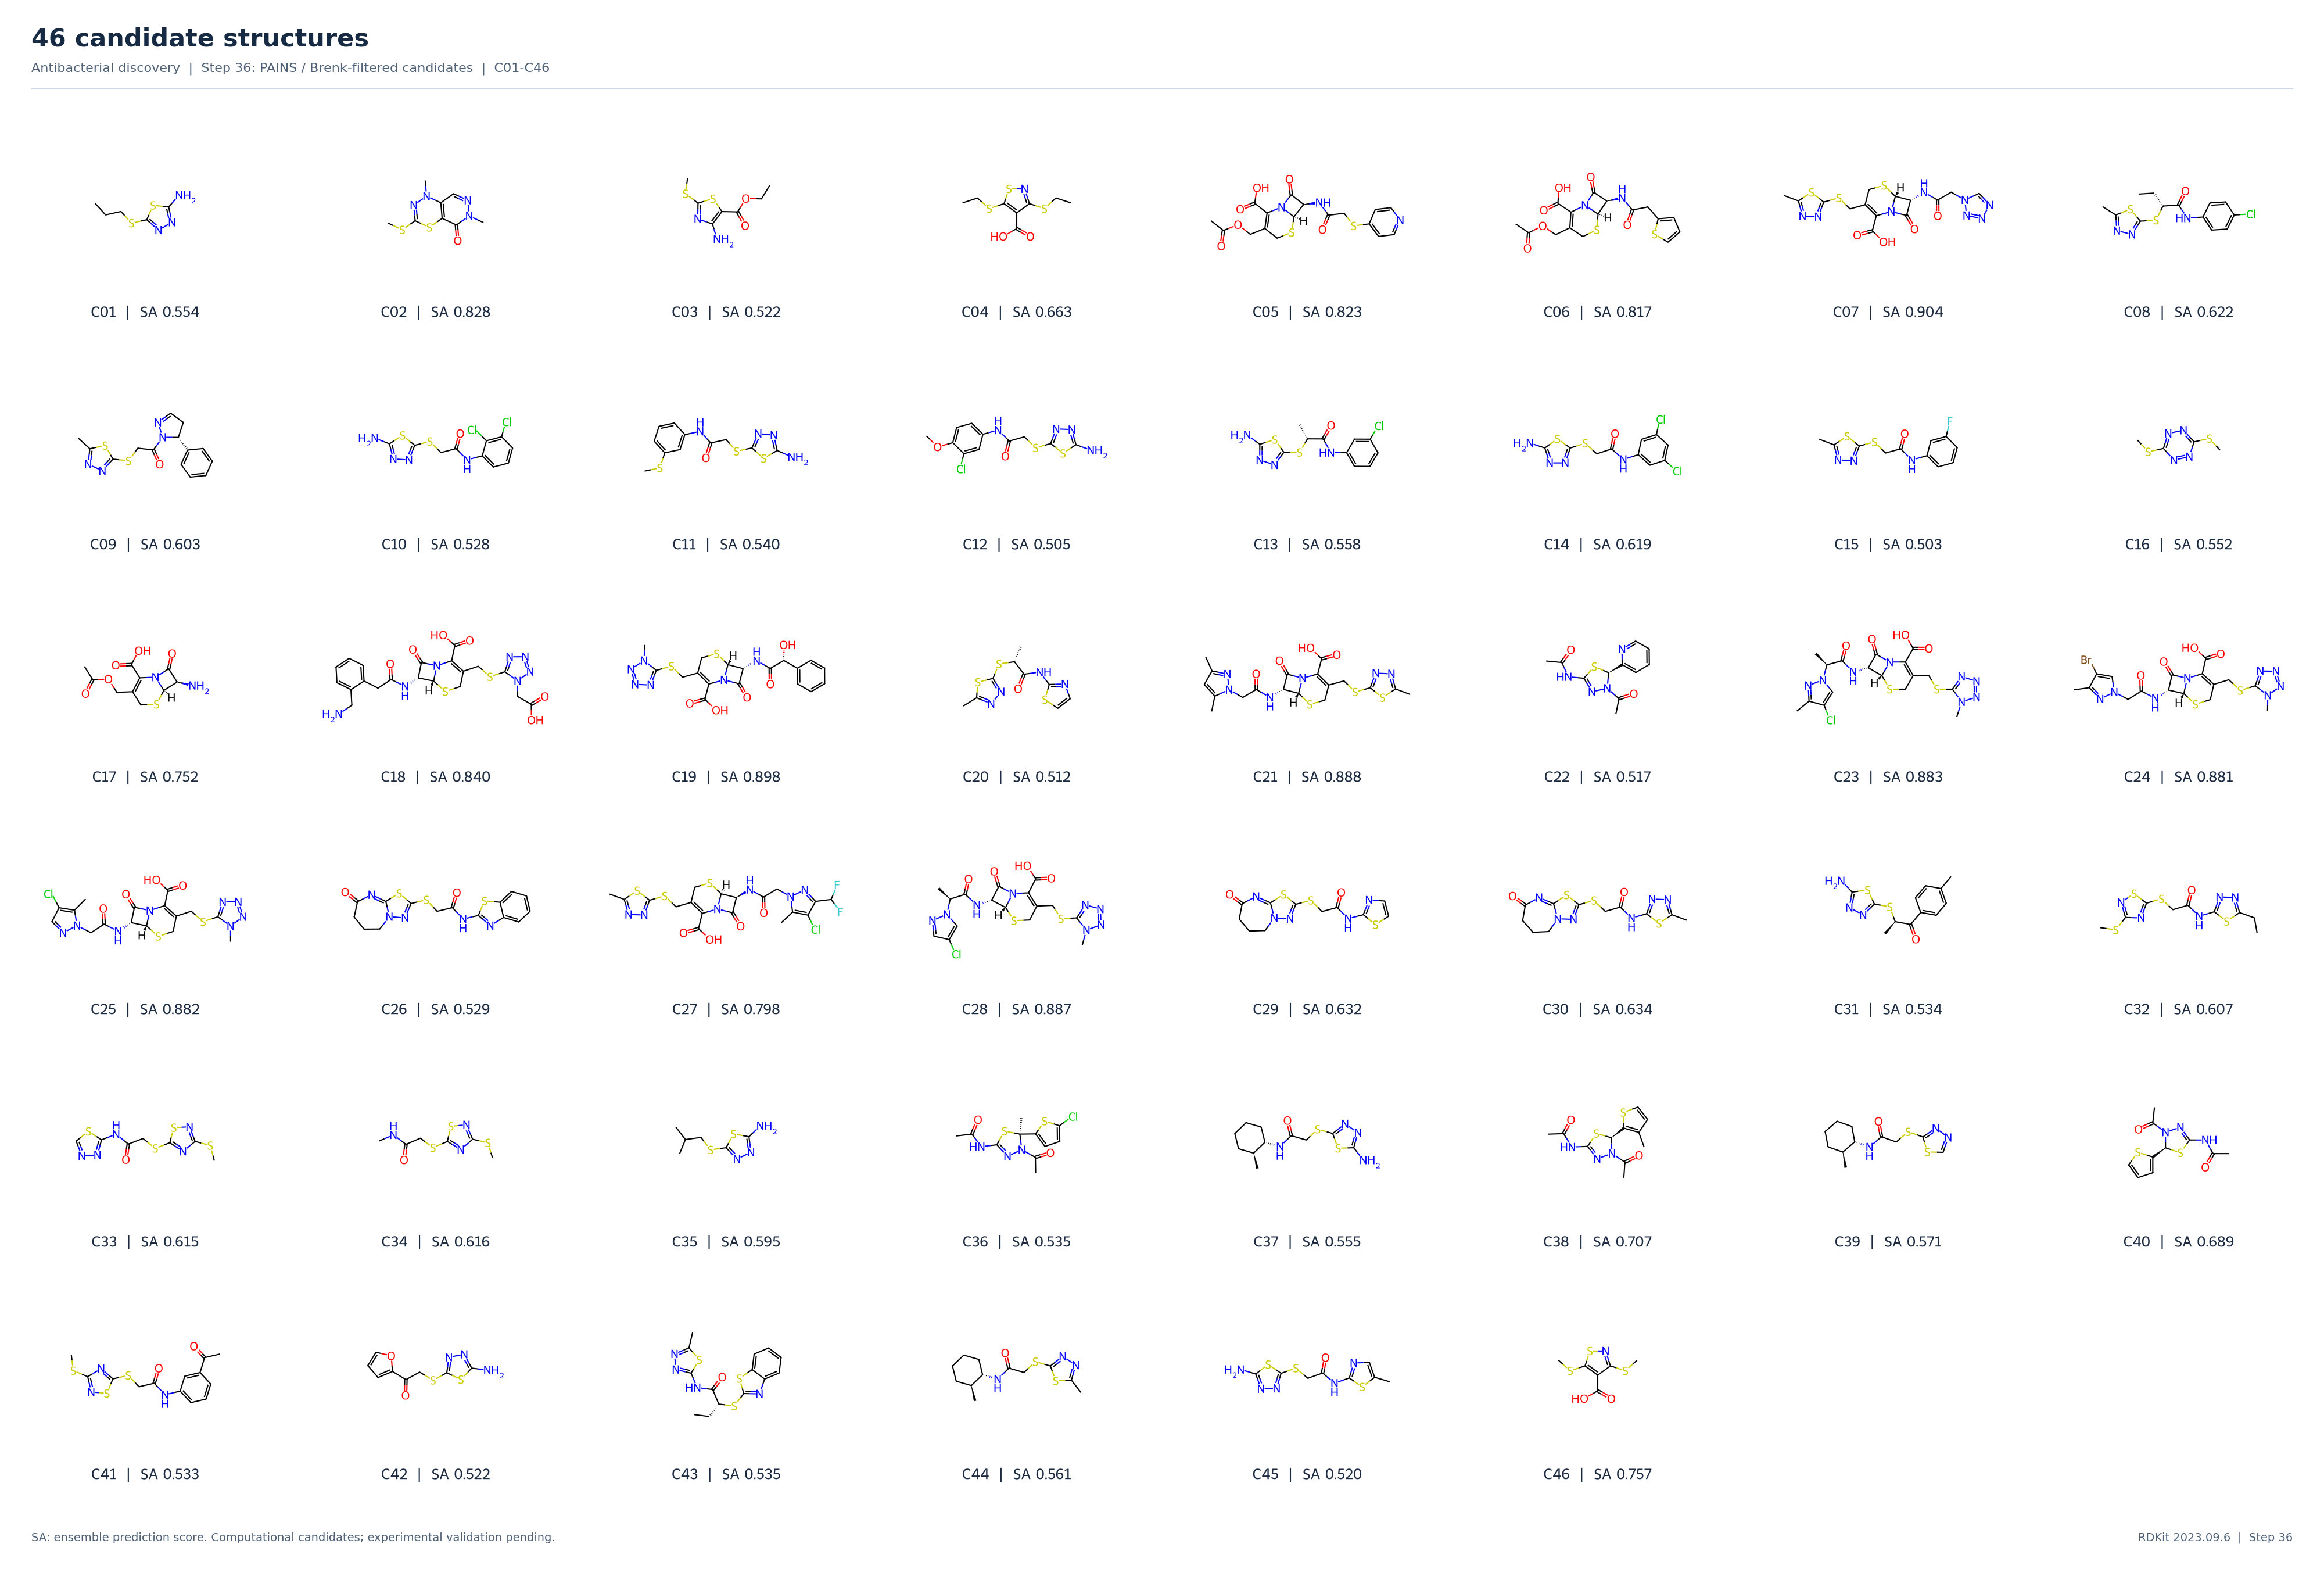 46 candidate structures
Antibacterial discovery | Step 36: PAINS / Brenk-filtered candidates | C01-C46
C01 | SA 0.554
C02 | SA 0.828
C03 | SA 0.522
C04 | SA 0.663
C05 | SA 0.823
C06 | SA 0.817
C07 | SA 0.904
C08 | SA 0.622
C09 | SA 0.603
C10 | SA 0.528
C11 | SA 0.540
C12 | SA 0.505
C13 | SA 0.558
C14 | SA 0.619
C15 | SA 0.503
C16 | SA 0.552
C17 | SA 0.752
C18 | SA 0.840
C19 | SA 0.898
C20 | SA 0.512
C21 | SA 0.888
C22 | SA 0.517
C23 | SA 0.883
C24 | SA 0.881
C25 | SA 0.882
C26 | SA 0.529
C27 | SA 0.798
C28 | SA 0.887
C29 | SA 0.632
C30 | SA 0.634
C31 | SA 0.534
C32 | SA 0.607
C33 | SA 0.615
C34 | SA 0.616
C35 | SA 0.595
C36 | SA 0.535
C37 | SA 0.555
C38 | SA 0.707
C39 | SA 0.571
C40 | SA 0.689
C41 | SA 0.533
C42 | SA 0.522
C43 | SA 0.535
C44 | SA 0.561
C45 | SA 0.520
C46 | SA 0.757
SA: ensemble prediction score. Computational candidates; experimental validation pending.
RDKit 2023.09.6 | Step 36